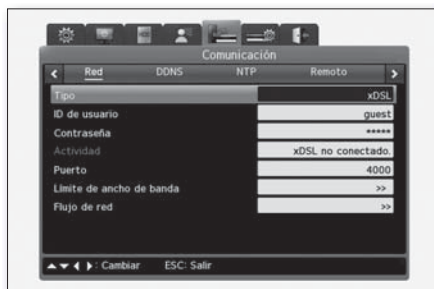 Comunicación
Red DDNS NTP Remoto
Tipo xDSL
ID de usuario guest
Contraseña *****
Actividad xDSL no conectado.
Puerto 4000
Límite de ancho de banda >>
Flujo de red >>
: Cambiar ESC: Salir